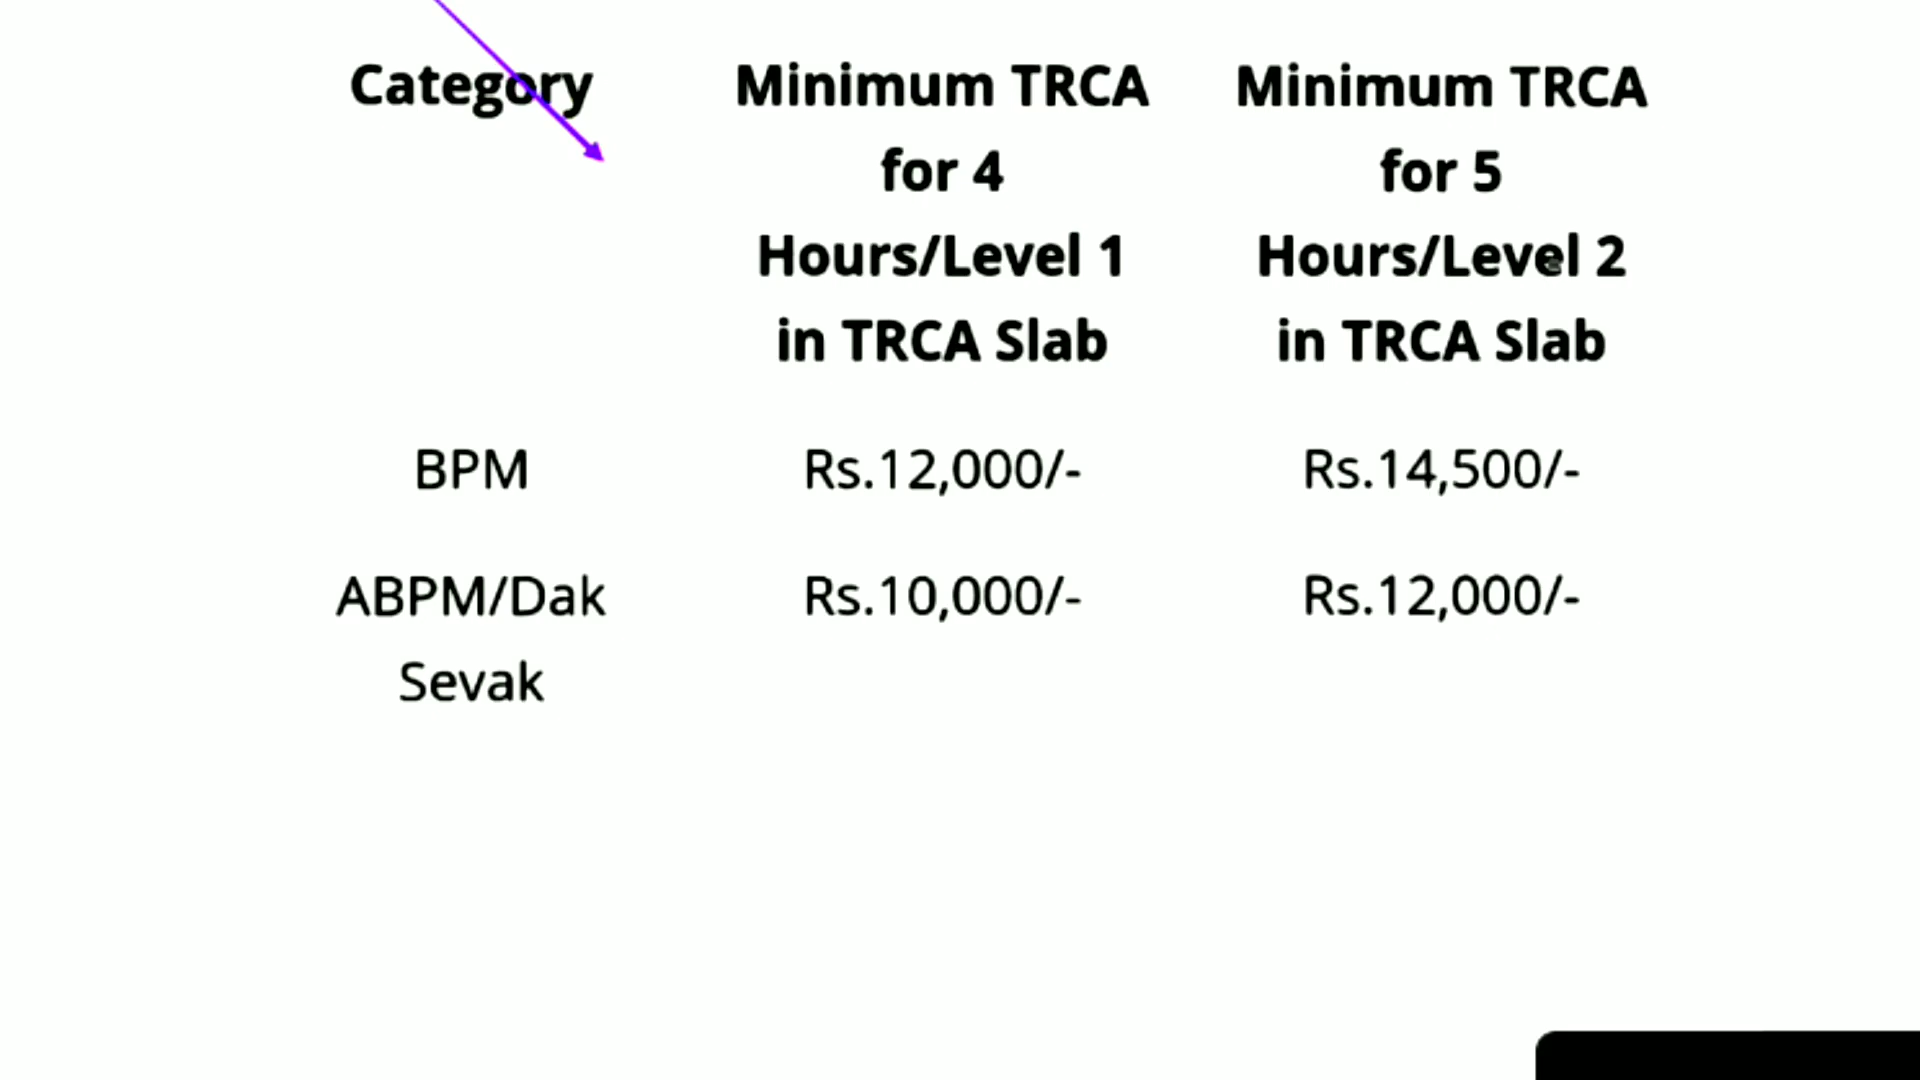 Category
Minimum TRCA
for 4
Hours/Level 1
in TRCA Slab
Minimum TRCA
for 5
Hours/Level 2
in TRCA Slab
BPM
Rs.12,000/-
Rs.14,500/-
ABPM/Dak
Sevak
Rs.10,000/-
Rs.12,000/-